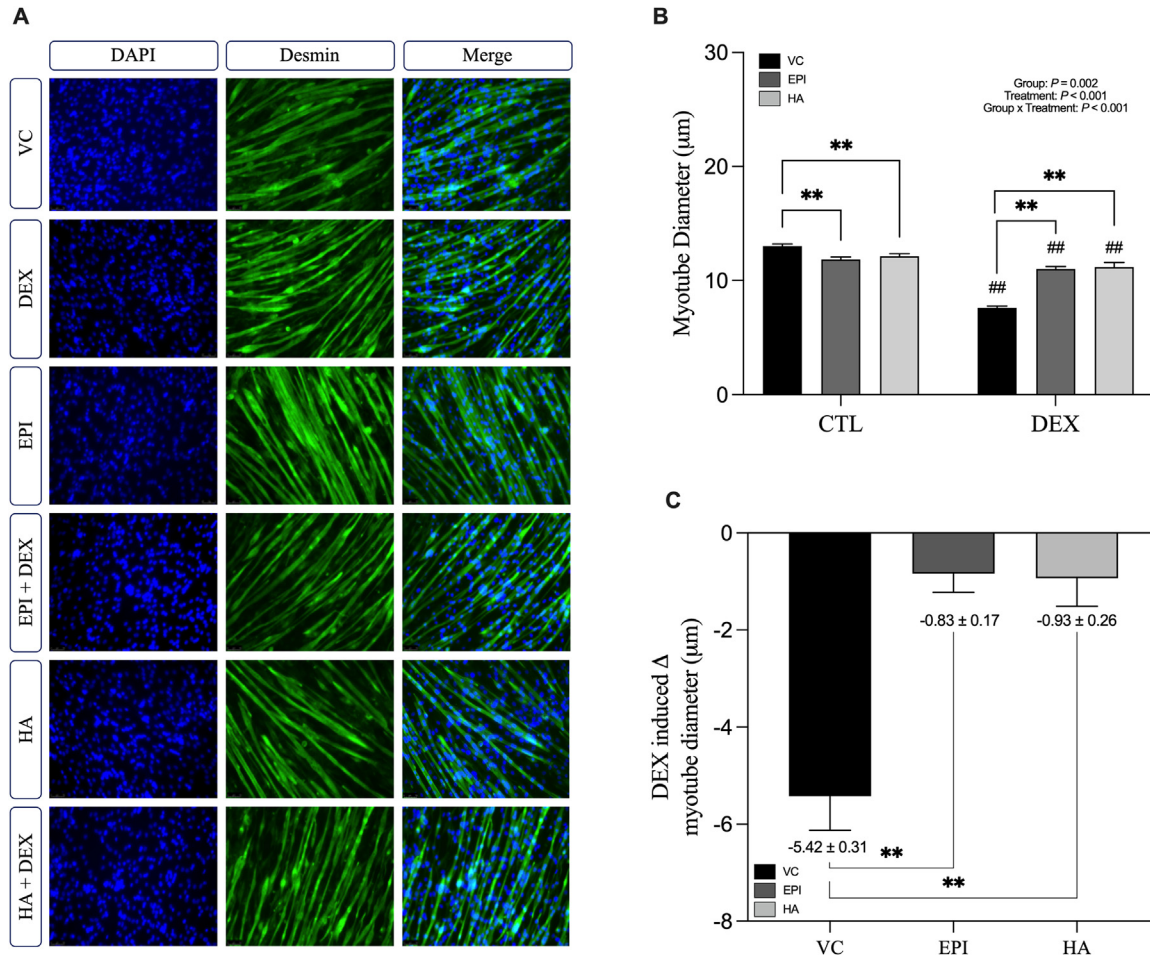 A
DAPI
Desmin
Merge
VC
DEX
EPI
EPI + DEX
HA
HA + DEX
B
Myotube Diameter (μm)
30
20
10
0
VC
EPI
HA
Group: P = 0.002
Treatment: P < 0.001
Group x Treatment: P < 0.001
**
**
**
**
##
##
##
CTL
DEX
C
DEX induced Δ
myotube diameter (μm)
0
-2
-4
-6
-8
-5.42 ± 0.31
-0.83 ± 0.17
-0.93 ± 0.26
**
**
VC
EPI
HA
VC
EPI
HA